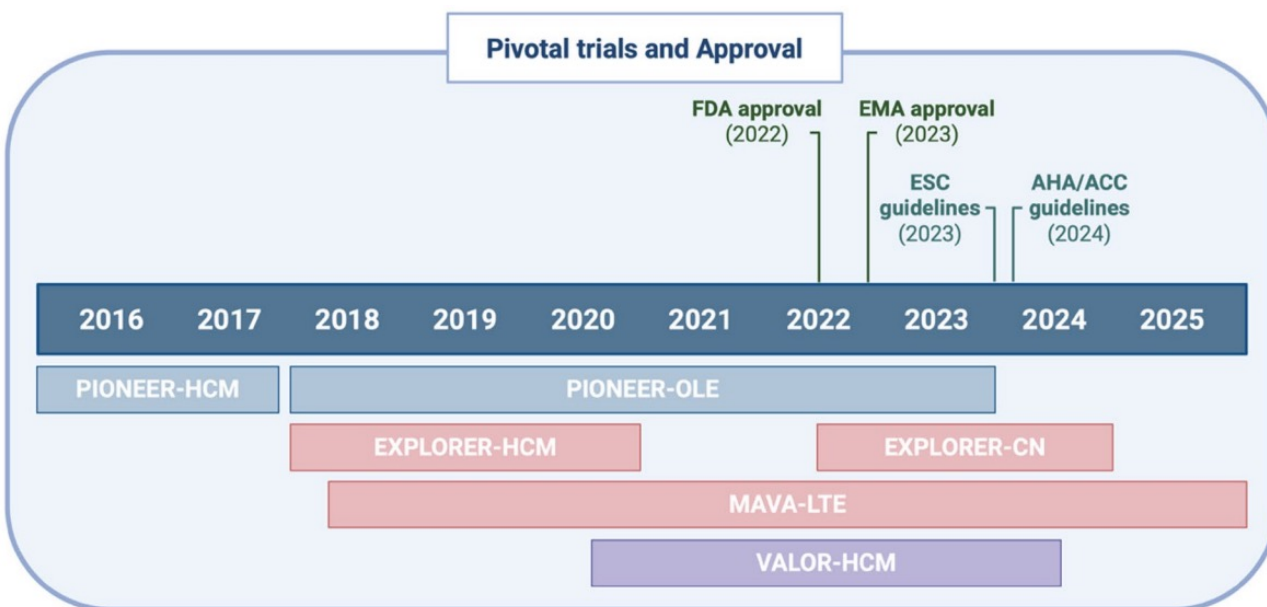 Pivotal trials and Approval
FDA approval
(2022)
EMA approval
(2023)
ESC
guidelines
(2023)
AHA/ACC
guidelines
(2024)
2016 2017 2018 2019 2020 2021 2022 2023 2024 2025
PIONEER-HCM PIONEER-OLE
EXPLORER-HCM EXPLORER-CN
MAVA-LTE
VALOR-HCM